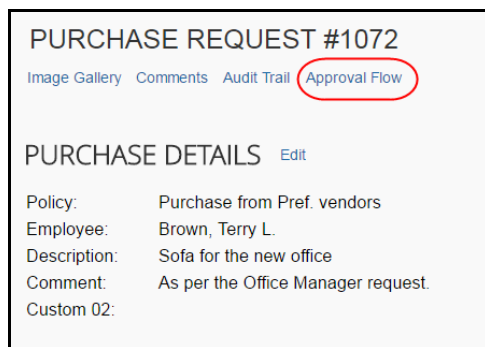 PURCHASE REQUEST #1072
Image Gallery Comments Audit Trail Approval Flow
PURCHASE DETAILS Edit
Policy: Purchase from Pref. vendors
Employee: Brown, Terry L.
Description: Sofa for the new office
Comment: As per the Office Manager request.
Custom 02: